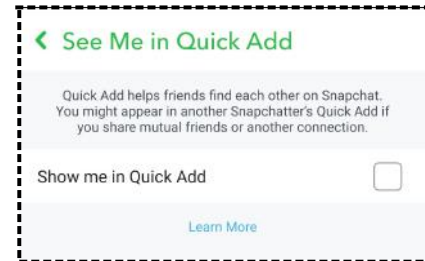 See Me in Quick Add
Quick Add helps friends find each other on Snapchat.
You might appear in another Snapchatter's Quick Add if
you share mutual friends or another connection.
Show me in Quick Add
Learn More